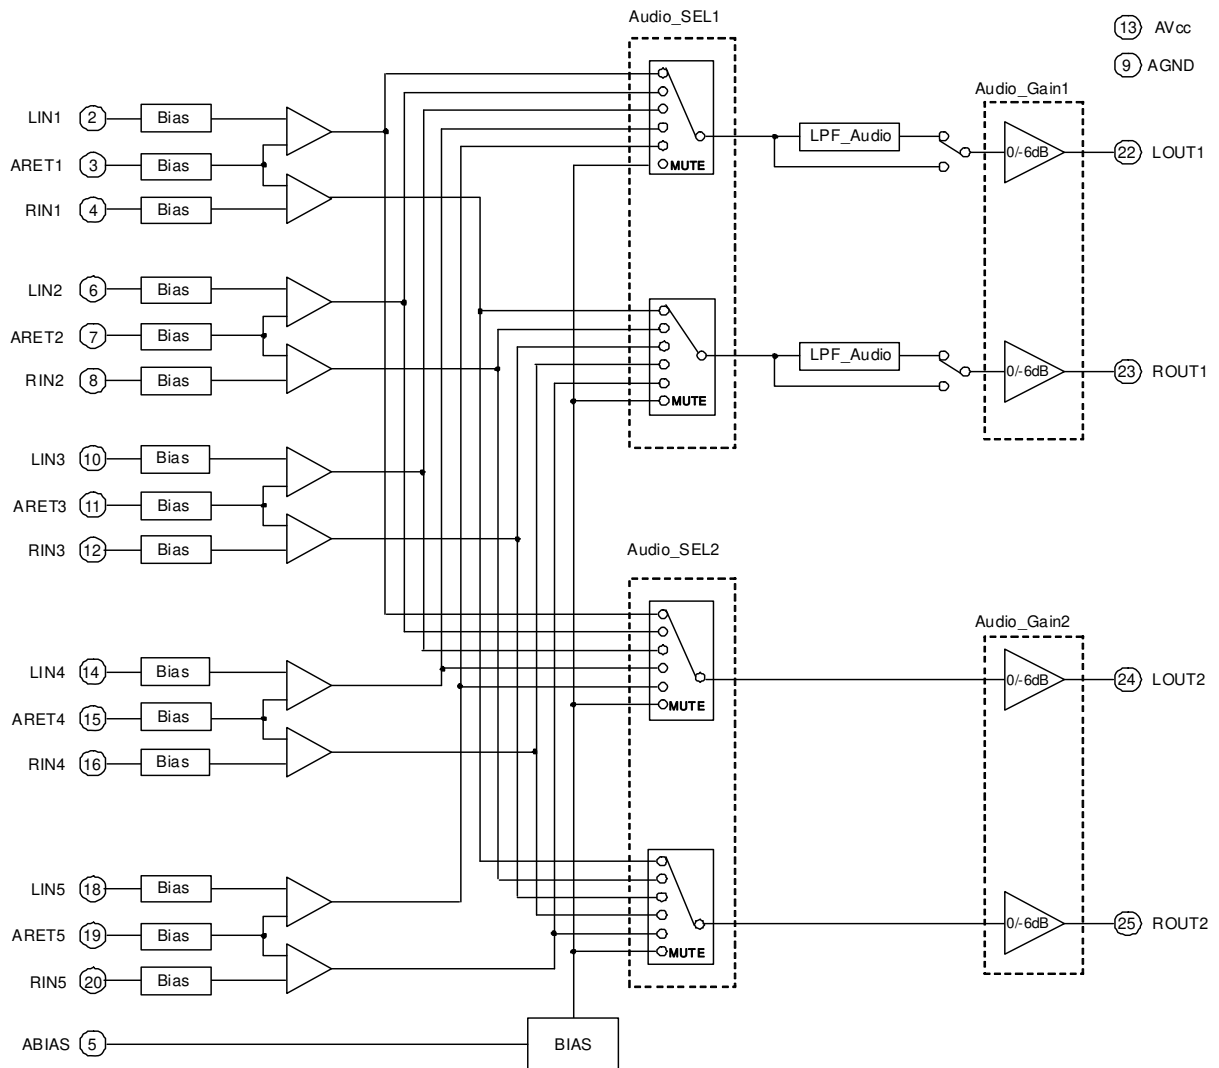 Audio_SEL1
13 AVcc
9 AGND
Audio_Gain1
LIN1 2 Bias
ARET1 3 Bias
RIN1 4 Bias
MUTE
LPF_Audio
0/-6dB
22 LOUT1
LIN2 6 Bias
ARET2 7 Bias
RIN2 8 Bias
MUTE
LPF_Audio
0/-6dB
23 ROUT1
LIN3 10 Bias
ARET3 11 Bias
RIN3 12 Bias
Audio_SEL2
Audio_Gain2
LIN4 14 Bias
ARET4 15 Bias
RIN4 16 Bias
MUTE
0/-6dB
24 LOUT2
LIN5 18 Bias
ARET5 19 Bias
RIN5 20 Bias
MUTE
0/-6dB
25 ROUT2
ABIAS 5 BIAS